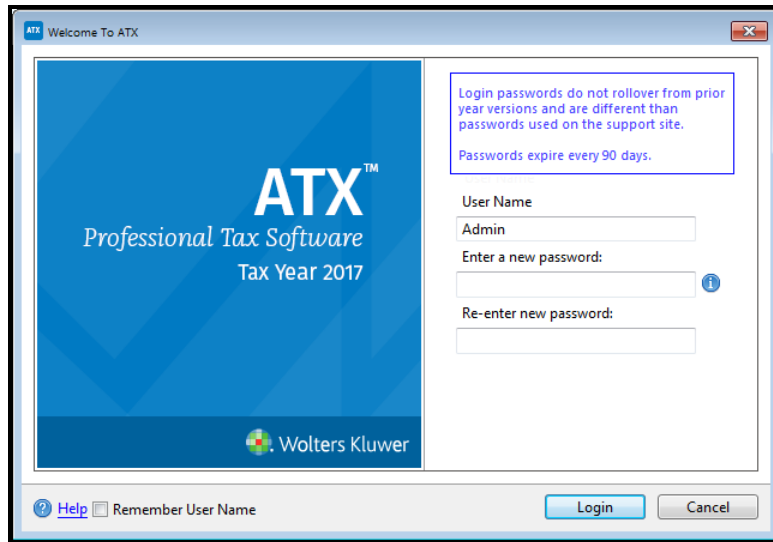 ATX Welcome To ATX
ATX™
Professional Tax Software
Tax Year 2017
Wolters Kluwer
Login passwords do not rollover from prior
year versions and are different than
passwords used on the support site.
Passwords expire every 90 days.
User Name
Admin
Enter a new password:
Re-enter new password:
Help Remember User Name
Login Cancel